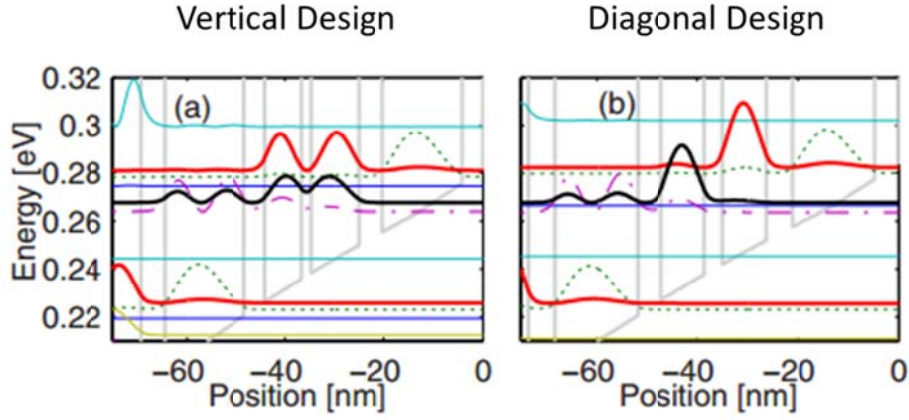 Vertical Design
Diagonal Design
Energy [eV]
0.32
0.3
0.28
0.26
0.24
0.22
(a)
(b)
−60 −40 −20 0
−60 −40 −20 0
Position [nm]
Position [nm]